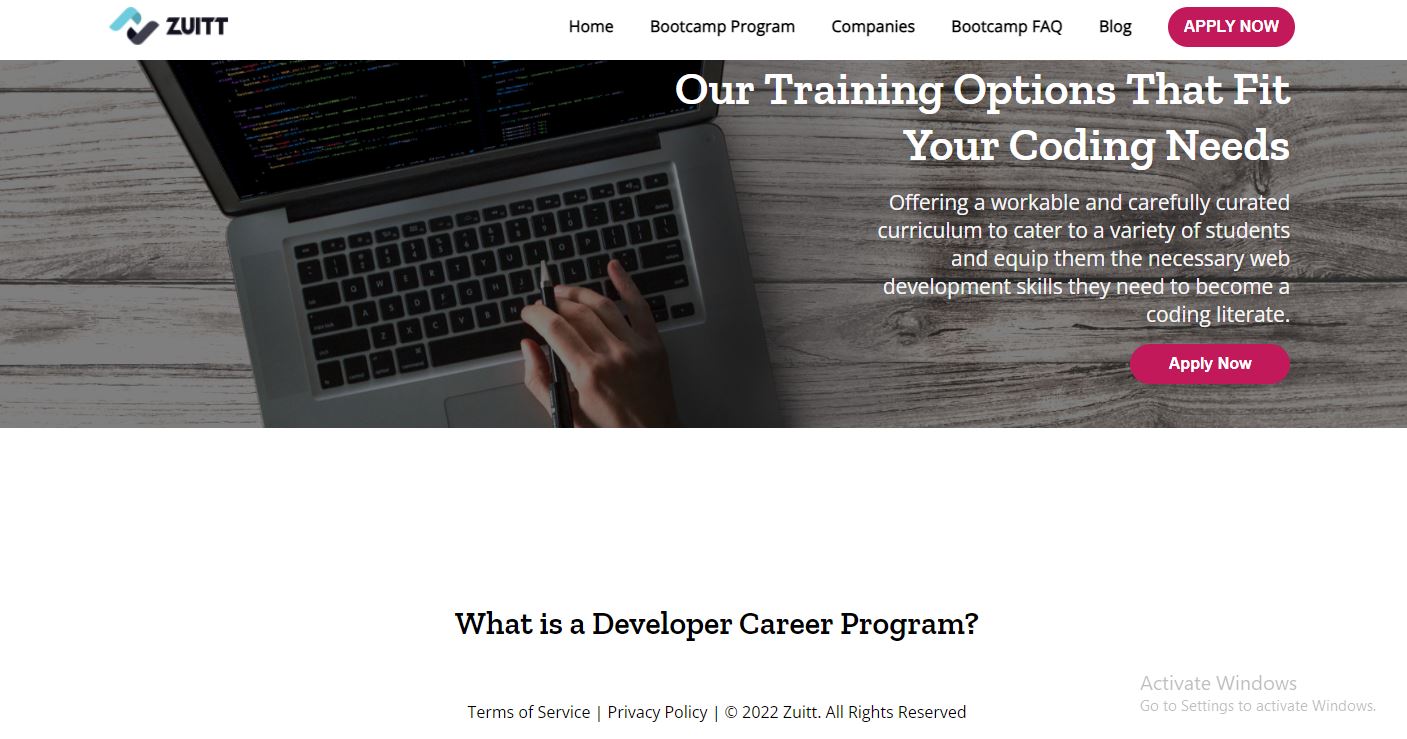 ZUITT
Home Bootcamp Program Companies Bootcamp FAQ Blog APPLY NOW
Our Training Options That Fit
Your Coding Needs
Offering a workable and carefully curated
curriculum to cater to a variety of students
and equip them the necessary web
development skills they need to become a
coding literate.
Apply Now
What is a Developer Career Program?
Activate Windows
Go to Settings to activate Windows.
Terms of Service | Privacy Policy | © 2022 Zuitt. All Rights Reserved